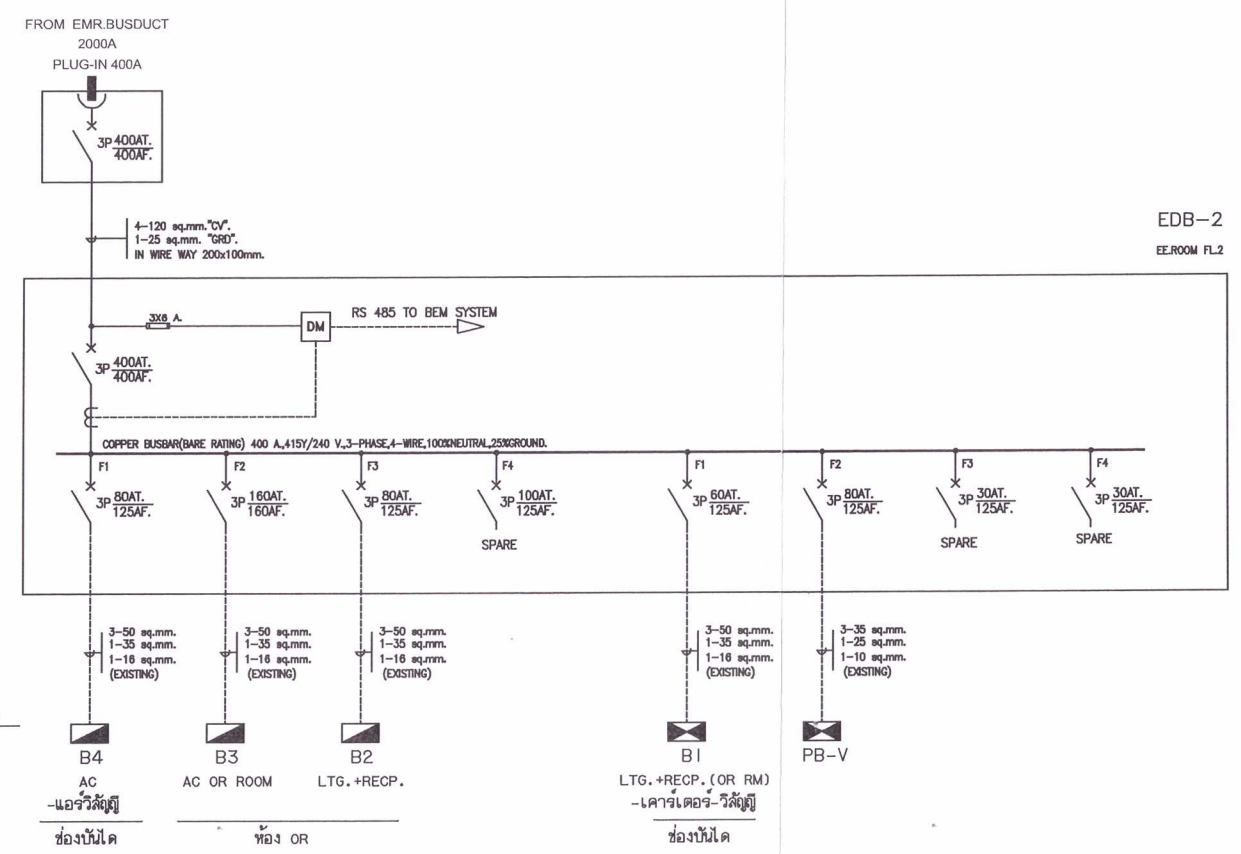 FROM EMR.BUSDUCT
2000A
PLUG-IN 400A
3P 400AT.
400AF.
4-120 sq.mm."CV".
1-25 sq.mm. "GRD".
IN WIRE WAY 200x100mm.
EDB-2
EE.ROOM FL.2
3X6 A.
DM
RS 485 TO BEM SYSTEM
3P 400AT.
400AF.
COPPER BUSBAR(BARE RATING) 400 A.,415Y/240 V.,3-PHASE,4-WIRE,100%NEUTRAL,25%GROUND.
F1
3P 80AT.
125AF.
F2
3P 160AT.
160AF.
F3
3P 80AT.
125AF.
F4
3P 100AT.
125AF.
SPARE
F1
3P 60AT.
125AF.
F2
3P 80AT.
125AF.
F3
3P 30AT.
125AF.
SPARE
F4
3P 30AT.
125AF.
SPARE
3-50 sq.mm.
1-35 sq.mm.
1-16 sq.mm.
(EXISTING)
3-50 sq.mm.
1-35 sq.mm.
1-16 sq.mm.
(EXISTING)
3-50 sq.mm.
1-35 sq.mm.
1-16 sq.mm.
(EXISTING)
3-50 sq.mm.
1-35 sq.mm.
1-16 sq.mm.
(EXISTING)
3-35 sq.mm.
1-25 sq.mm.
1-10 sq.mm.
(EXISTING)
B4
AC
-แอร์วิสัญญี
ช่องบันได
B3
AC OR ROOM
B2
LTG.+RECP.
ห้อง OR
B1
LTG.+RECP.(OR RM)
-เคาร์เตอร์-วิสัญญี
ช่องบันได
PB-V